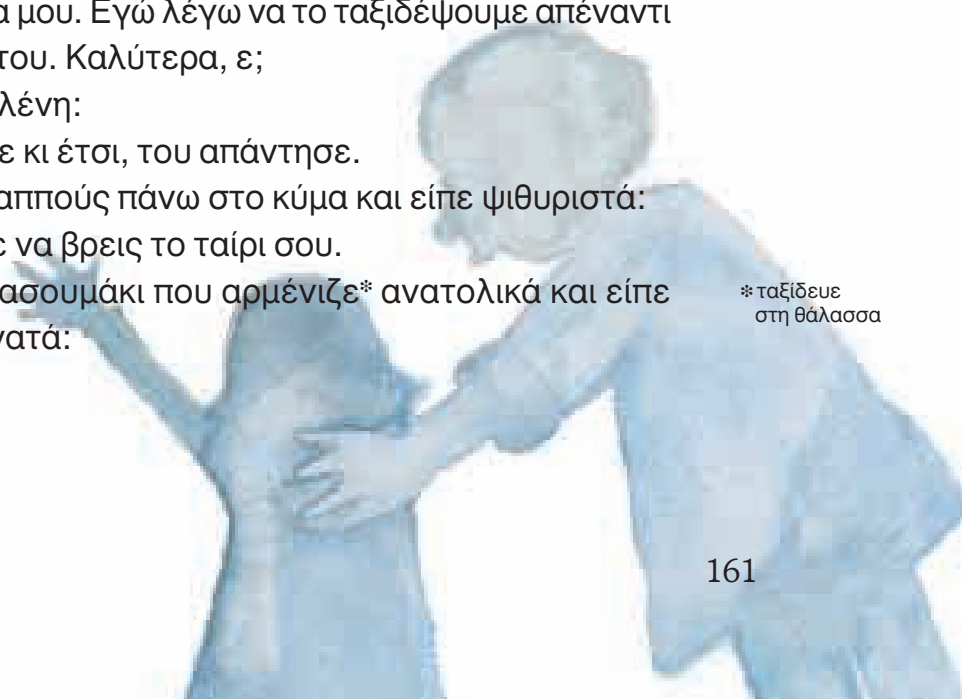 α μου. Εγώ λέγω να το ταξιδέψουμε απέναντι
του. Καλύτερα, ε;
λένη:
ε κι έτσι, του απάντησε.
αππούς πάνω στο κύμα και είπε ψιθυριστά:
ε να βρεις το ταίρι σου.
ασουμάκι που αρμένιζε* ανατολικά και είπε
νατά:
* ταξίδευε
στη θάλασσα
161